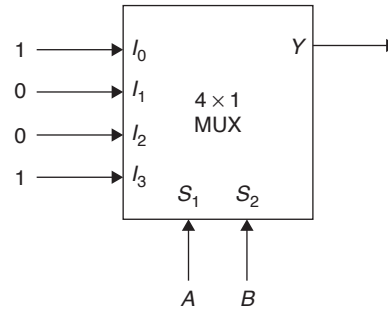 1 I₀ Y
0 I₁
4 × 1
0 I₂ MUX
1 I₃
S₁ S₂
A B